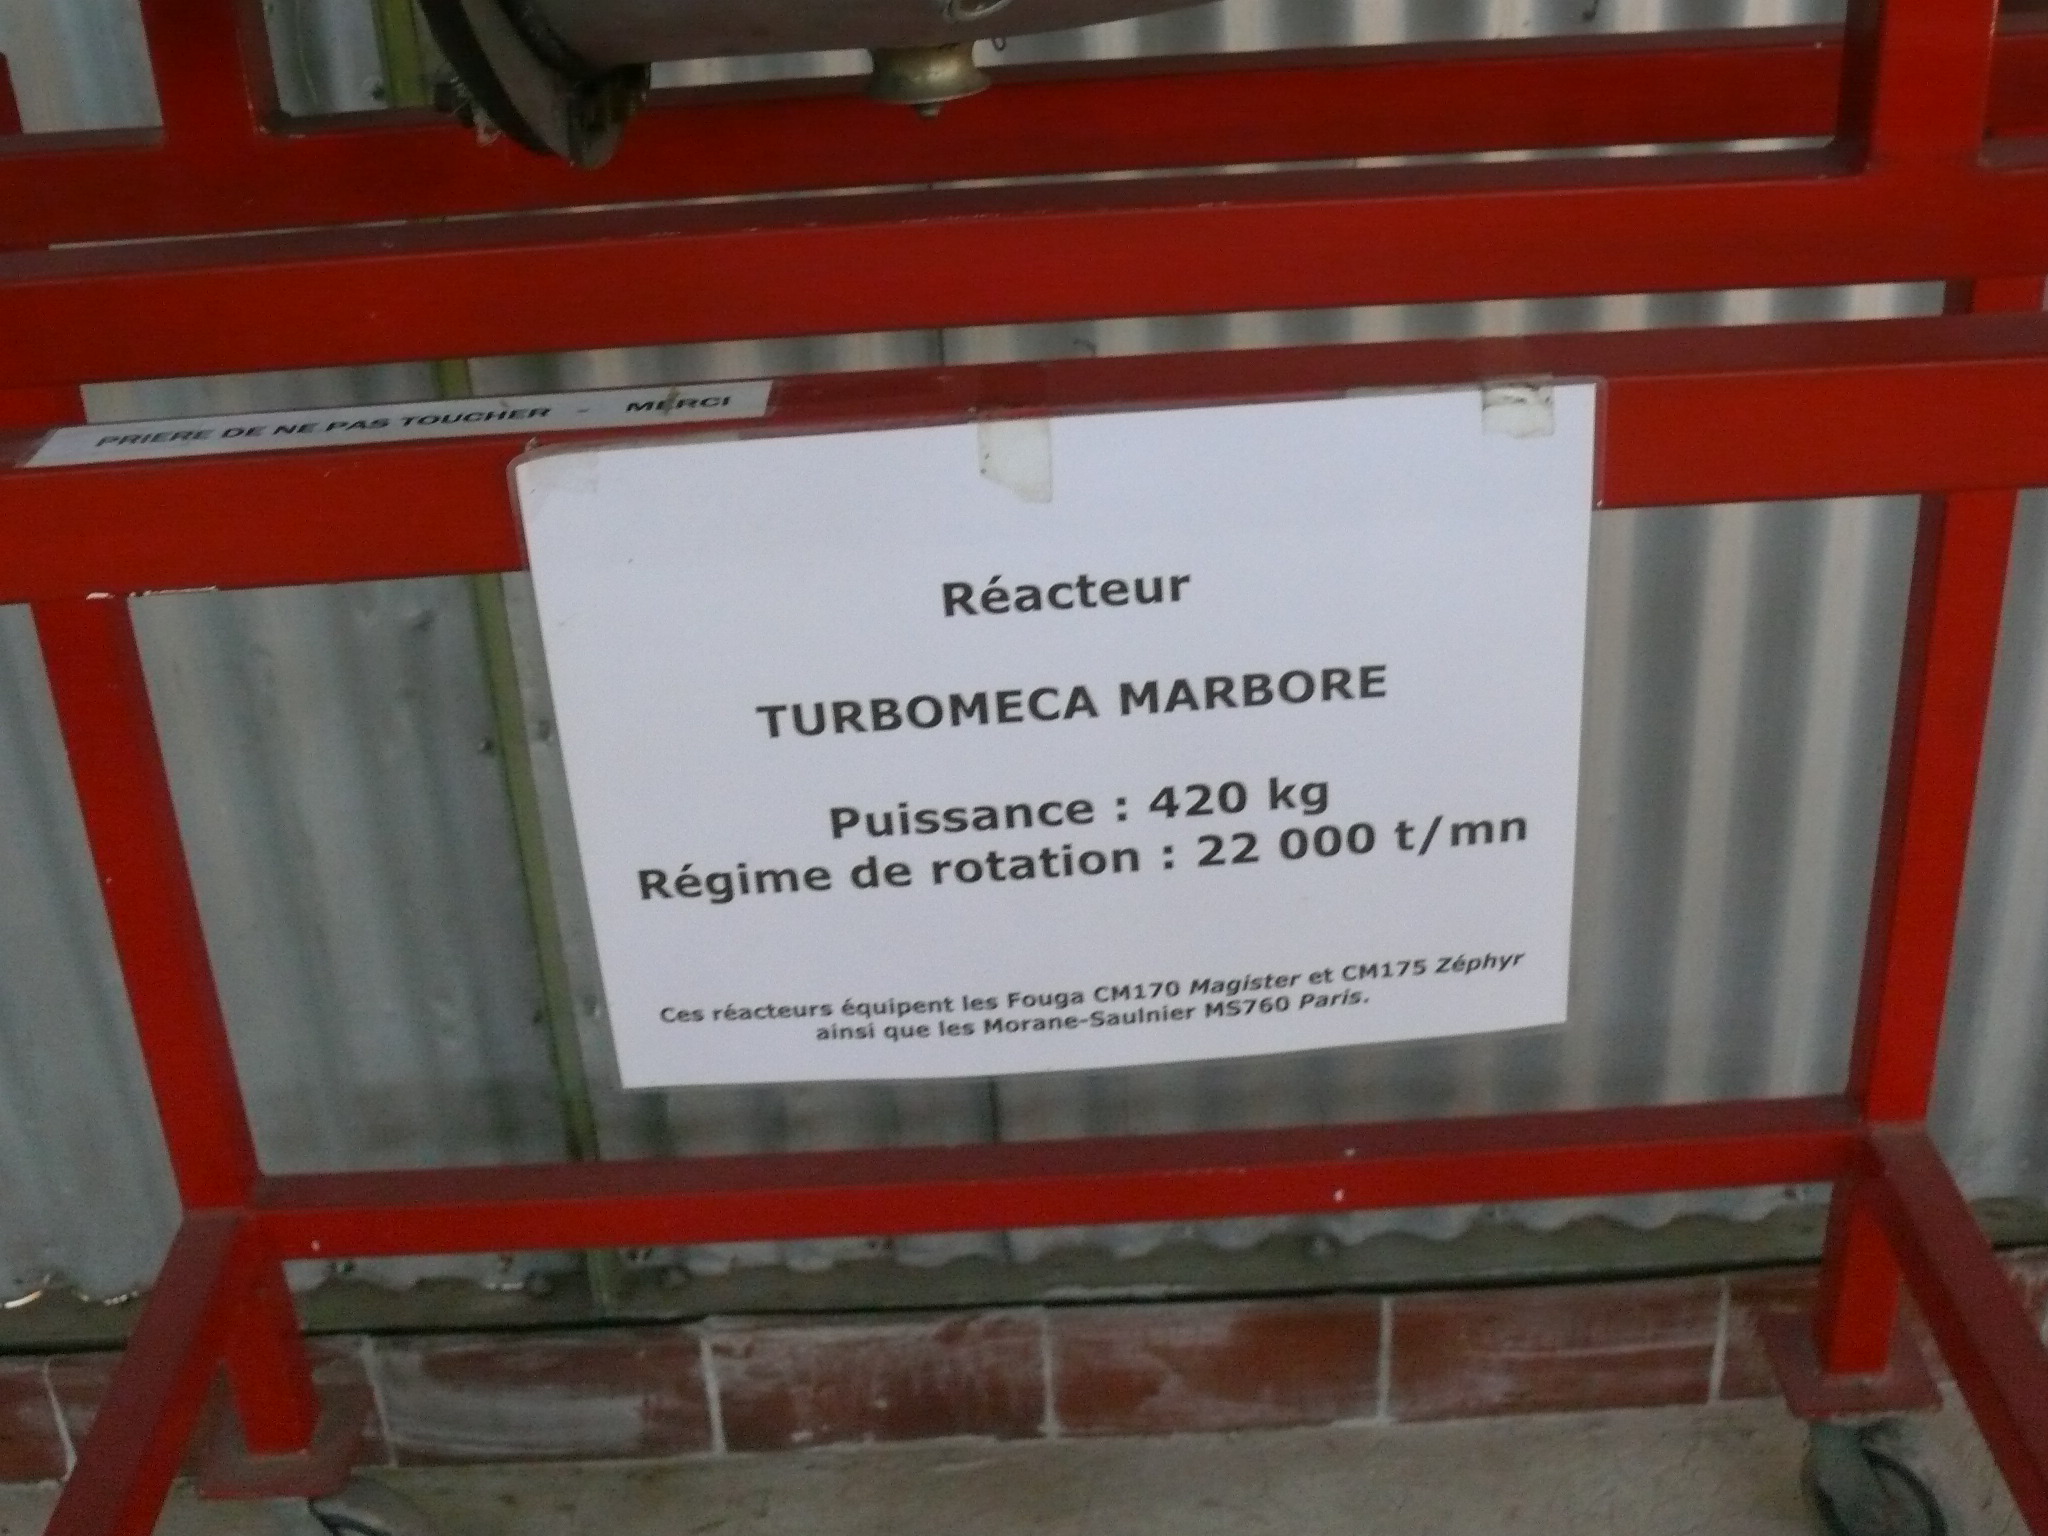 PRIERE DE NE PAS TOUCHER - MERCI
Réacteur
TURBOMECA MARBORE
Puissance : 420 kg
Régime de rotation : 22 000 t/mn
Ces réacteurs équipent les Fouga CM170 Magister et CM175 Zéphyr
ainsi que les Morane-Saulnier MS760 Paris.